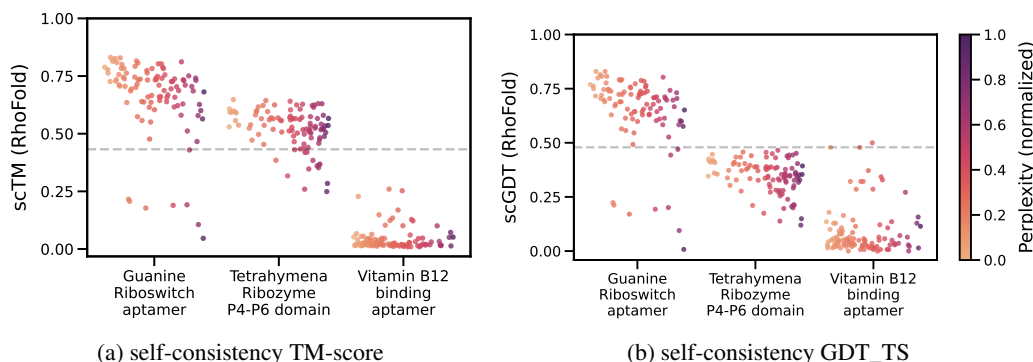 1.00
0.75
0.50
0.25
0.00
scTM (RhoFold)
Guanine
Riboswitch
aptamer
Tetrahymena
Ribozyme
P4-P6 domain
Vitamin B12
binding
aptamer
(a) self-consistency TM-score
1.00
0.75
0.50
0.25
0.00
scGDT (RhoFold)
Guanine
Riboswitch
aptamer
Tetrahymena
Ribozyme
P4-P6 domain
Vitamin B12
binding
aptamer
(b) self-consistency GDT_TS
1.0
0.8
0.6
0.4
0.2
0.0
Perplexity (normalized)